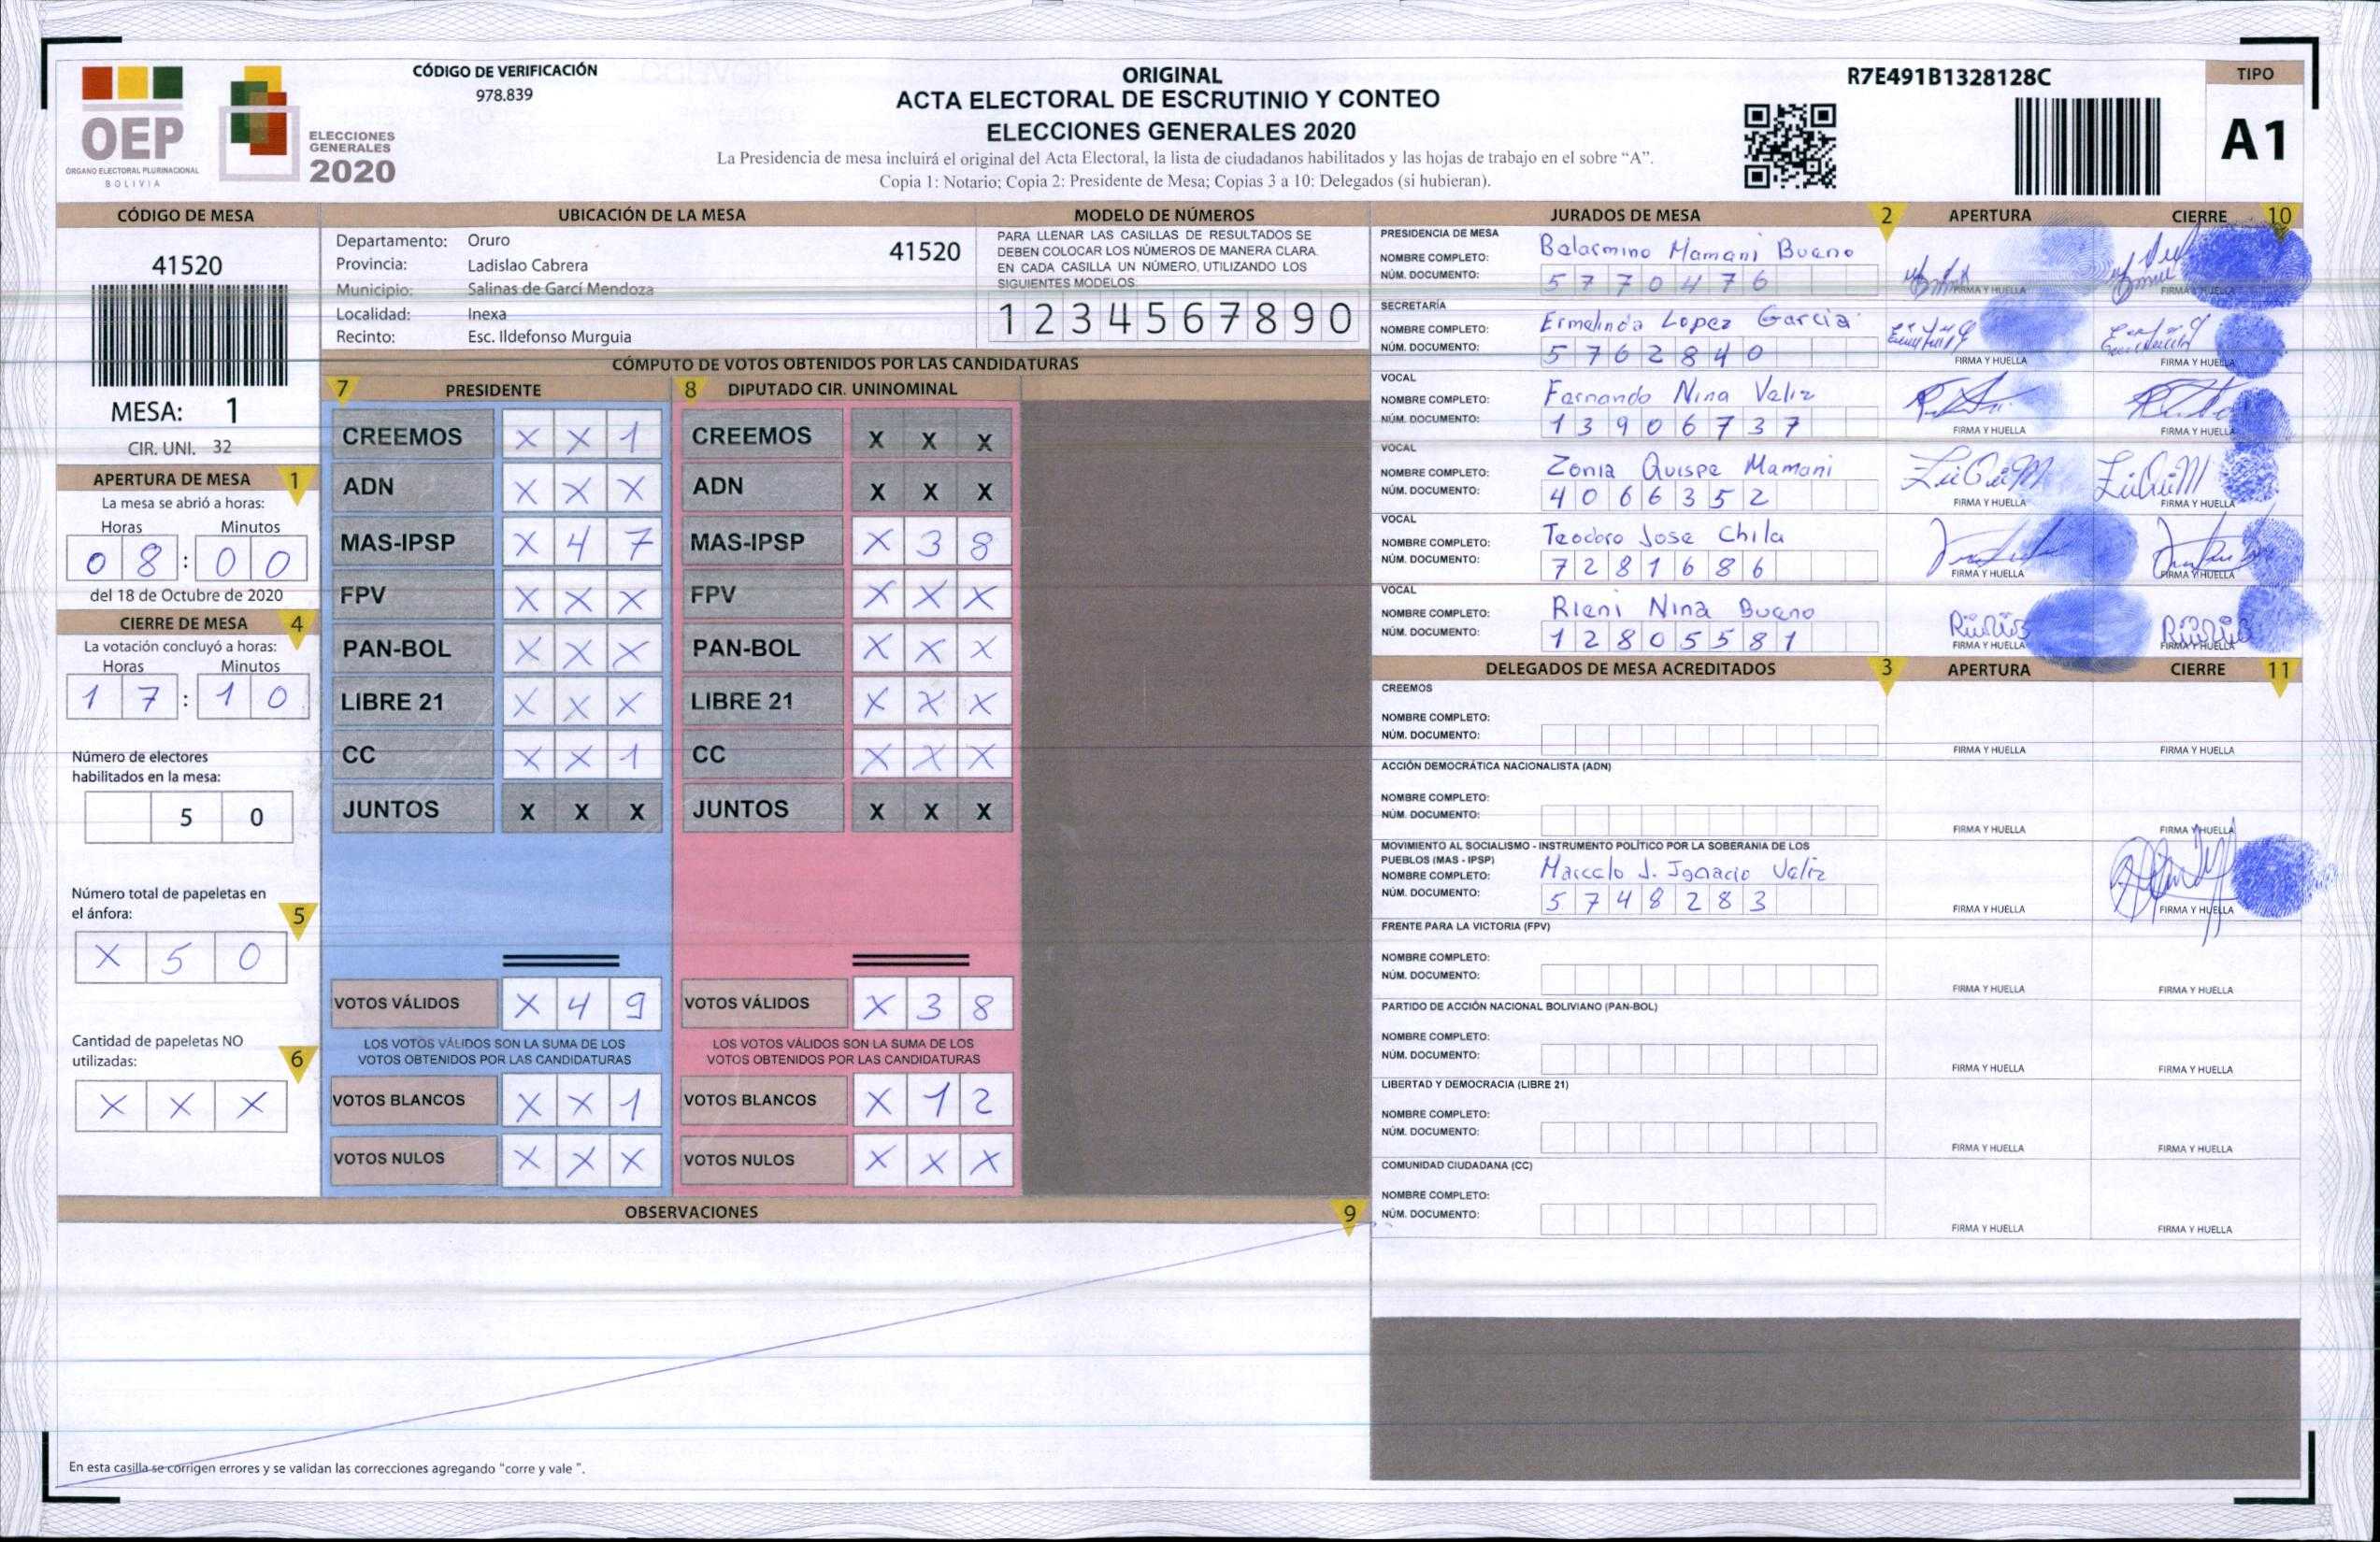 OEP
ÓRGANO ELECTORAL PLURINACIONAL
BOLIVIA
ELECCIONES
GENERALES
2020
CÓDIGO DE VERIFICACIÓN
978.839
ORIGINAL
ACTA ELECTORAL DE ESCRUTINIO Y CONTEO
ELECCIONES GENERALES 2020
La Presidencia de mesa incluirá el original del Acta Electoral, la lista de ciudadanos habilitados y las hojas de trabajo en el sobre “A”.
Copia 1: Notario; Copia 2: Presidente de Mesa; Copias 3 a 10: Delegados (si hubieran).
R7E491B1328128C
TIPO
A1
CÓDIGO DE MESA
41520
MESA: 1
CIR. UNI. 32
APERTURA DE MESA 1
La mesa se abrió a horas:
Horas Minutos
0 8 : 0 0
del 18 de Octubre de 2020
CIERRE DE MESA 4
La votación concluyó a horas:
Horas Minutos
1 7 : 1 0
Número de electores
habilitados en la mesa:
5 0
Número total de papeletas en
el ánfora: 5
X 5 0
Cantidad de papeletas NO
utilizadas: 6
X X X
UBICACIÓN DE LA MESA
Departamento: Oruro 41520
Provincia: Ladislao Cabrera
Municipio: Salinas de Garcí Mendoza
Localidad: Inexa
Recinto: Esc. Ildefonso Murguia
MODELO DE NÚMEROS
PARA LLENAR LAS CASILLAS DE RESULTADOS SE
DEBEN COLOCAR LOS NÚMEROS DE MANERA CLARA.
EN CADA CASILLA UN NÚMERO, UTILIZANDO LOS
SIGUIENTES MODELOS:
1 2 3 4 5 6 7 8 9 0
CÓMPUTO DE VOTOS OBTENIDOS POR LAS CANDIDATURAS
7 PRESIDENTE
CREEMOS X X 1
ADN X X X
MAS-IPSP X 4 7
FPV X X X
PAN-BOL X X X
LIBRE 21 X X X
CC X X 1
JUNTOS X X X
VOTOS VÁLIDOS X 4 9
LOS VOTOS VÁLIDOS SON LA SUMA DE LOS
VOTOS OBTENIDOS POR LAS CANDIDATURAS
VOTOS BLANCOS X X 1
VOTOS NULOS X X X
8 DIPUTADO CIR. UNINOMINAL
CREEMOS X X X
ADN X X X
MAS-IPSP X 3 8
FPV X X X
PAN-BOL X X X
LIBRE 21 X X X
CC X X X
JUNTOS X X X
VOTOS VÁLIDOS X 3 8
LOS VOTOS VÁLIDOS SON LA SUMA DE LOS
VOTOS OBTENIDOS POR LAS CANDIDATURAS
VOTOS BLANCOS X 1 2
VOTOS NULOS X X X
OBSERVACIONES 9
En esta casilla se corrigen errores y se validan las correcciones agregando "corre y vale ".
JURADOS DE MESA 2 APERTURA CIERRE 10
PRESIDENCIA DE MESA
NOMBRE COMPLETO: Balarmino Mamani Bueno
NÚM. DOCUMENTO: 5 7 7 0 4 7 6
FIRMA Y HUELLA FIRMA Y HUELLA
SECRETARÍA
NOMBRE COMPLETO: Ermelinda Lopez Garcia
NÚM. DOCUMENTO: 5 7 6 2 8 4 0
FIRMA Y HUELLA FIRMA Y HUELLA
VOCAL
NOMBRE COMPLETO: Fernando Nina Veliz
NÚM. DOCUMENTO: 1 3 9 0 6 7 3 7
FIRMA Y HUELLA FIRMA Y HUELLA
VOCAL
NOMBRE COMPLETO: Zonia Quispe Mamani
NÚM. DOCUMENTO: 4 0 6 6 3 5 2
FIRMA Y HUELLA FIRMA Y HUELLA
VOCAL
NOMBRE COMPLETO: Teodoro Jose Chila
NÚM. DOCUMENTO: 7 2 8 1 6 8 6
FIRMA Y HUELLA FIRMA Y HUELLA
VOCAL
NOMBRE COMPLETO: Rleni Nina Bueno
NÚM. DOCUMENTO: 1 2 8 0 5 5 8 1
FIRMA Y HUELLA FIRMA Y HUELLA
DELEGADOS DE MESA ACREDITADOS 3 APERTURA CIERRE 11
CREEMOS
NOMBRE COMPLETO:
NÚM. DOCUMENTO:
FIRMA Y HUELLA FIRMA Y HUELLA
ACCIÓN DEMOCRÁTICA NACIONALISTA (ADN)
NOMBRE COMPLETO:
NÚM. DOCUMENTO:
FIRMA Y HUELLA FIRMA Y HUELLA
MOVIMIENTO AL SOCIALISMO - INSTRUMENTO POLÍTICO POR LA SOBERANIA DE LOS
PUEBLOS (MAS - IPSP)
NOMBRE COMPLETO: Marcelo J. Ignacio Veliz
NÚM. DOCUMENTO: 5 7 4 8 2 8 3
FIRMA Y HUELLA FIRMA Y HUELLA
FRENTE PARA LA VICTORIA (FPV)
NOMBRE COMPLETO:
NÚM. DOCUMENTO:
FIRMA Y HUELLA FIRMA Y HUELLA
PARTIDO DE ACCIÓN NACIONAL BOLIVIANO (PAN-BOL)
NOMBRE COMPLETO:
NÚM. DOCUMENTO:
FIRMA Y HUELLA FIRMA Y HUELLA
LIBERTAD Y DEMOCRACIA (LIBRE 21)
NOMBRE COMPLETO:
NÚM. DOCUMENTO:
FIRMA Y HUELLA FIRMA Y HUELLA
COMUNIDAD CIUDADANA (CC)
NOMBRE COMPLETO:
NÚM. DOCUMENTO:
FIRMA Y HUELLA FIRMA Y HUELLA